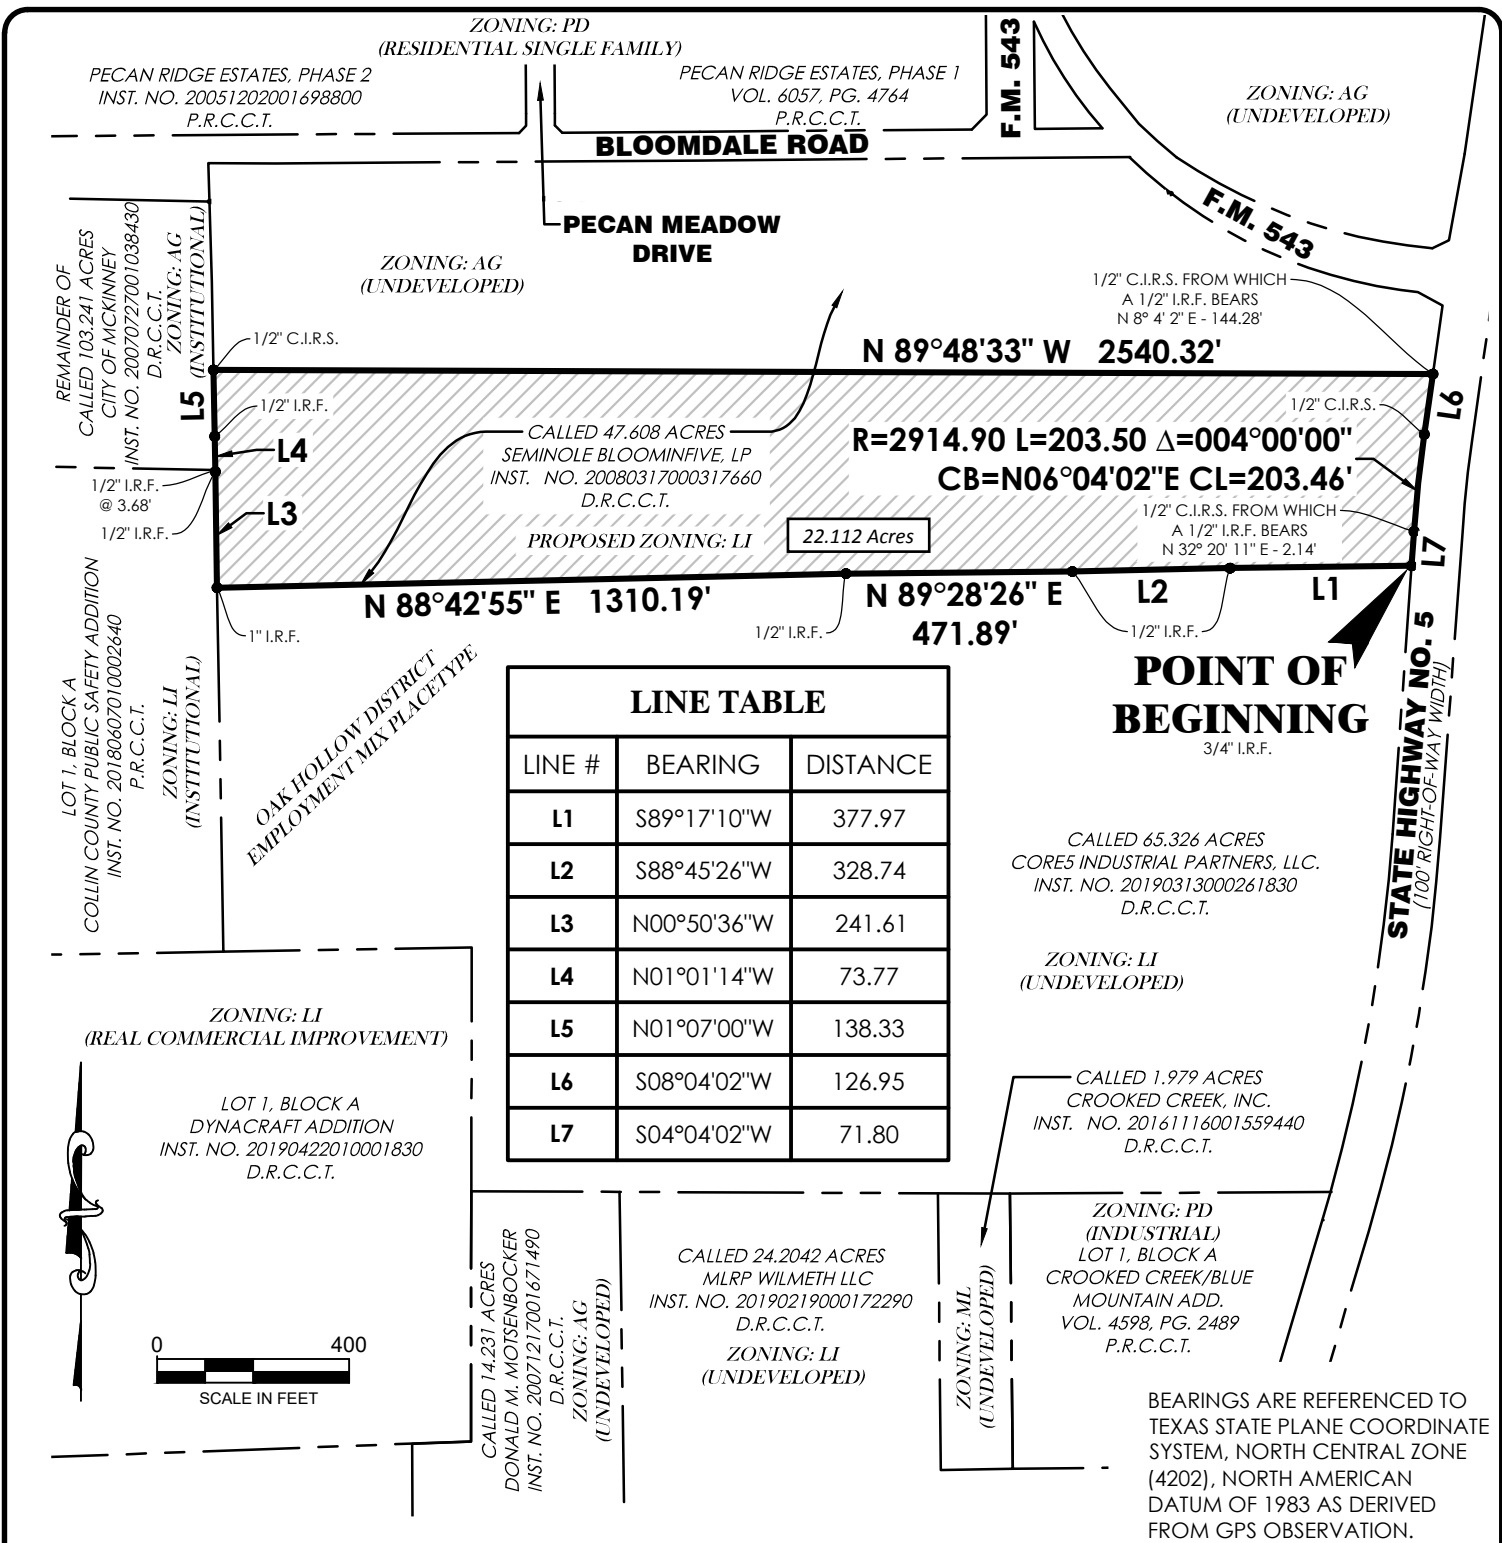 ZONING: PD
(RESIDENTIAL SINGLE FAMILY)
PECAN RIDGE ESTATES, PHASE 2
INST. NO. 20051202001698800
P.R.C.C.T.
PECAN RIDGE ESTATES, PHASE 1
VOL. 6057, PG. 4764
P.R.C.C.T.
F.M. 543
ZONING: AG
(UNDEVELOPED)
BLOOMDALE ROAD
F.M. 543
PECAN MEADOW
DRIVE
ZONING: AG
(UNDEVELOPED)
REMAINDER OF
CALLED 103.241 ACRES
CITY OF MCKINNEY
INST. NO. 20070727001038430
D.R.C.C.T.
ZONING: AG
(INSTITUTIONAL)
1/2" C.I.R.S. FROM WHICH
A 1/2" I.R.F. BEARS
N 8° 4' 2" E - 144.28'
1/2" C.I.R.S.
N 89°48'33" W 2540.32'
L5
1/2" I.R.F.
L4
1/2" I.R.F.
@ 3.68'
L3
1/2" I.R.F.
CALLED 47.608 ACRES
SEMINOLE BLOOMINFIVE, LP
INST. NO. 20080317000317660
D.R.C.C.T.
PROPOSED ZONING: LI
22.112 Acres
1/2" C.I.R.S.
L6
R=2914.90 L=203.50 Δ=004°00'00"
CB=N06°04'02"E CL=203.46'
1/2" C.I.R.S. FROM WHICH
A 1/2" I.R.F. BEARS
N 32° 20' 11" E - 2.14'
L7
N 88°42'55" E 1310.19'
N 89°28'26" E
471.89'
L2
L1
1" I.R.F.
1/2" I.R.F.
1/2" I.R.F.
POINT OF
BEGINNING
3/4" I.R.F.
STATE HIGHWAY NO. 5
(100' RIGHT-OF-WAY WIDTH)
LOT 1, BLOCK A
COLLIN COUNTY PUBLIC SAFETY ADDITION
INST. NO. 20180607010002640
P.R.C.C.T.
ZONING: LI
(INSTITUTIONAL)
OAK HOLLOW DISTRICT
EMPLOYMENT MIX PLACETYPE
LINE TABLE
LINE # BEARING DISTANCE
L1 S89°17'10"W 377.97
L2 S88°45'26"W 328.74
L3 N00°50'36"W 241.61
L4 N01°01'14"W 73.77
L5 N01°07'00"W 138.33
L6 S08°04'02"W 126.95
L7 S04°04'02"W 71.80
CALLED 65.326 ACRES
CORE5 INDUSTRIAL PARTNERS, LLC.
INST. NO. 20190313000261830
D.R.C.C.T.
ZONING: LI
(UNDEVELOPED)
ZONING: LI
(REAL COMMERCIAL IMPROVEMENT)
LOT 1, BLOCK A
DYNACRAFT ADDITION
INST. NO. 20190422010001830
D.R.C.C.T.
CALLED 1.979 ACRES
CROOKED CREEK, INC.
INST. NO. 20161116001559440
D.R.C.C.T.
0 400
SCALE IN FEET
CALLED 14.231 ACRES
DONALD M. MOTSENBOCKER
INST. NO. 20071217001671490
D.R.C.C.T.
ZONING: AG
(UNDEVELOPED)
CALLED 24.2042 ACRES
MLRP WILMETH LLC
INST. NO. 20190219000172290
D.R.C.C.T.
ZONING: LI
(UNDEVELOPED)
ZONING: ML
(UNDEVELOPED)
ZONING: PD
(INDUSTRIAL)
LOT 1, BLOCK A
CROOKED CREEK/BLUE
MOUNTAIN ADD.
VOL. 4598, PG. 2489
P.R.C.C.T.
BEARINGS ARE REFERENCED TO
TEXAS STATE PLANE COORDINATE
SYSTEM, NORTH CENTRAL ZONE
(4202), NORTH AMERICAN
DATUM OF 1983 AS DERIVED
FROM GPS OBSERVATION.